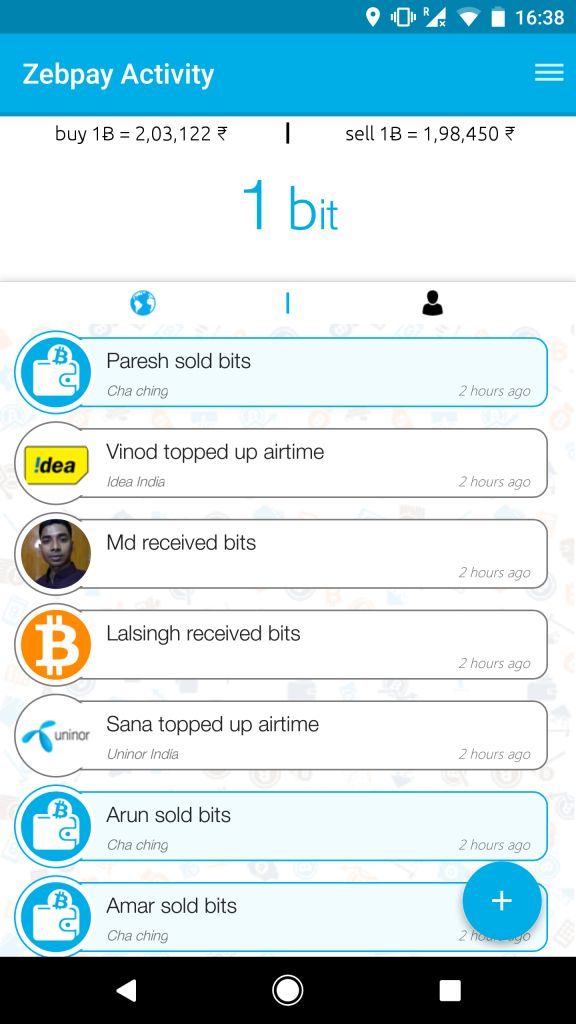 R 16:38
Zebpay Activity
buy 1Ƀ = 2,03,122 ₹ | sell 1Ƀ = 1,98,450 ₹
1 bit
Paresh sold bits
Cha ching 2 hours ago
!dea
Vinod topped up airtime
Idea India 2 hours ago
Md received bits
2 hours ago
Lalsingh received bits
2 hours ago
uninor
Sana topped up airtime
Uninor India 2 hours ago
Arun sold bits
Cha ching 2 hours ago
Amar sold bits
Cha ching 2 hours ago